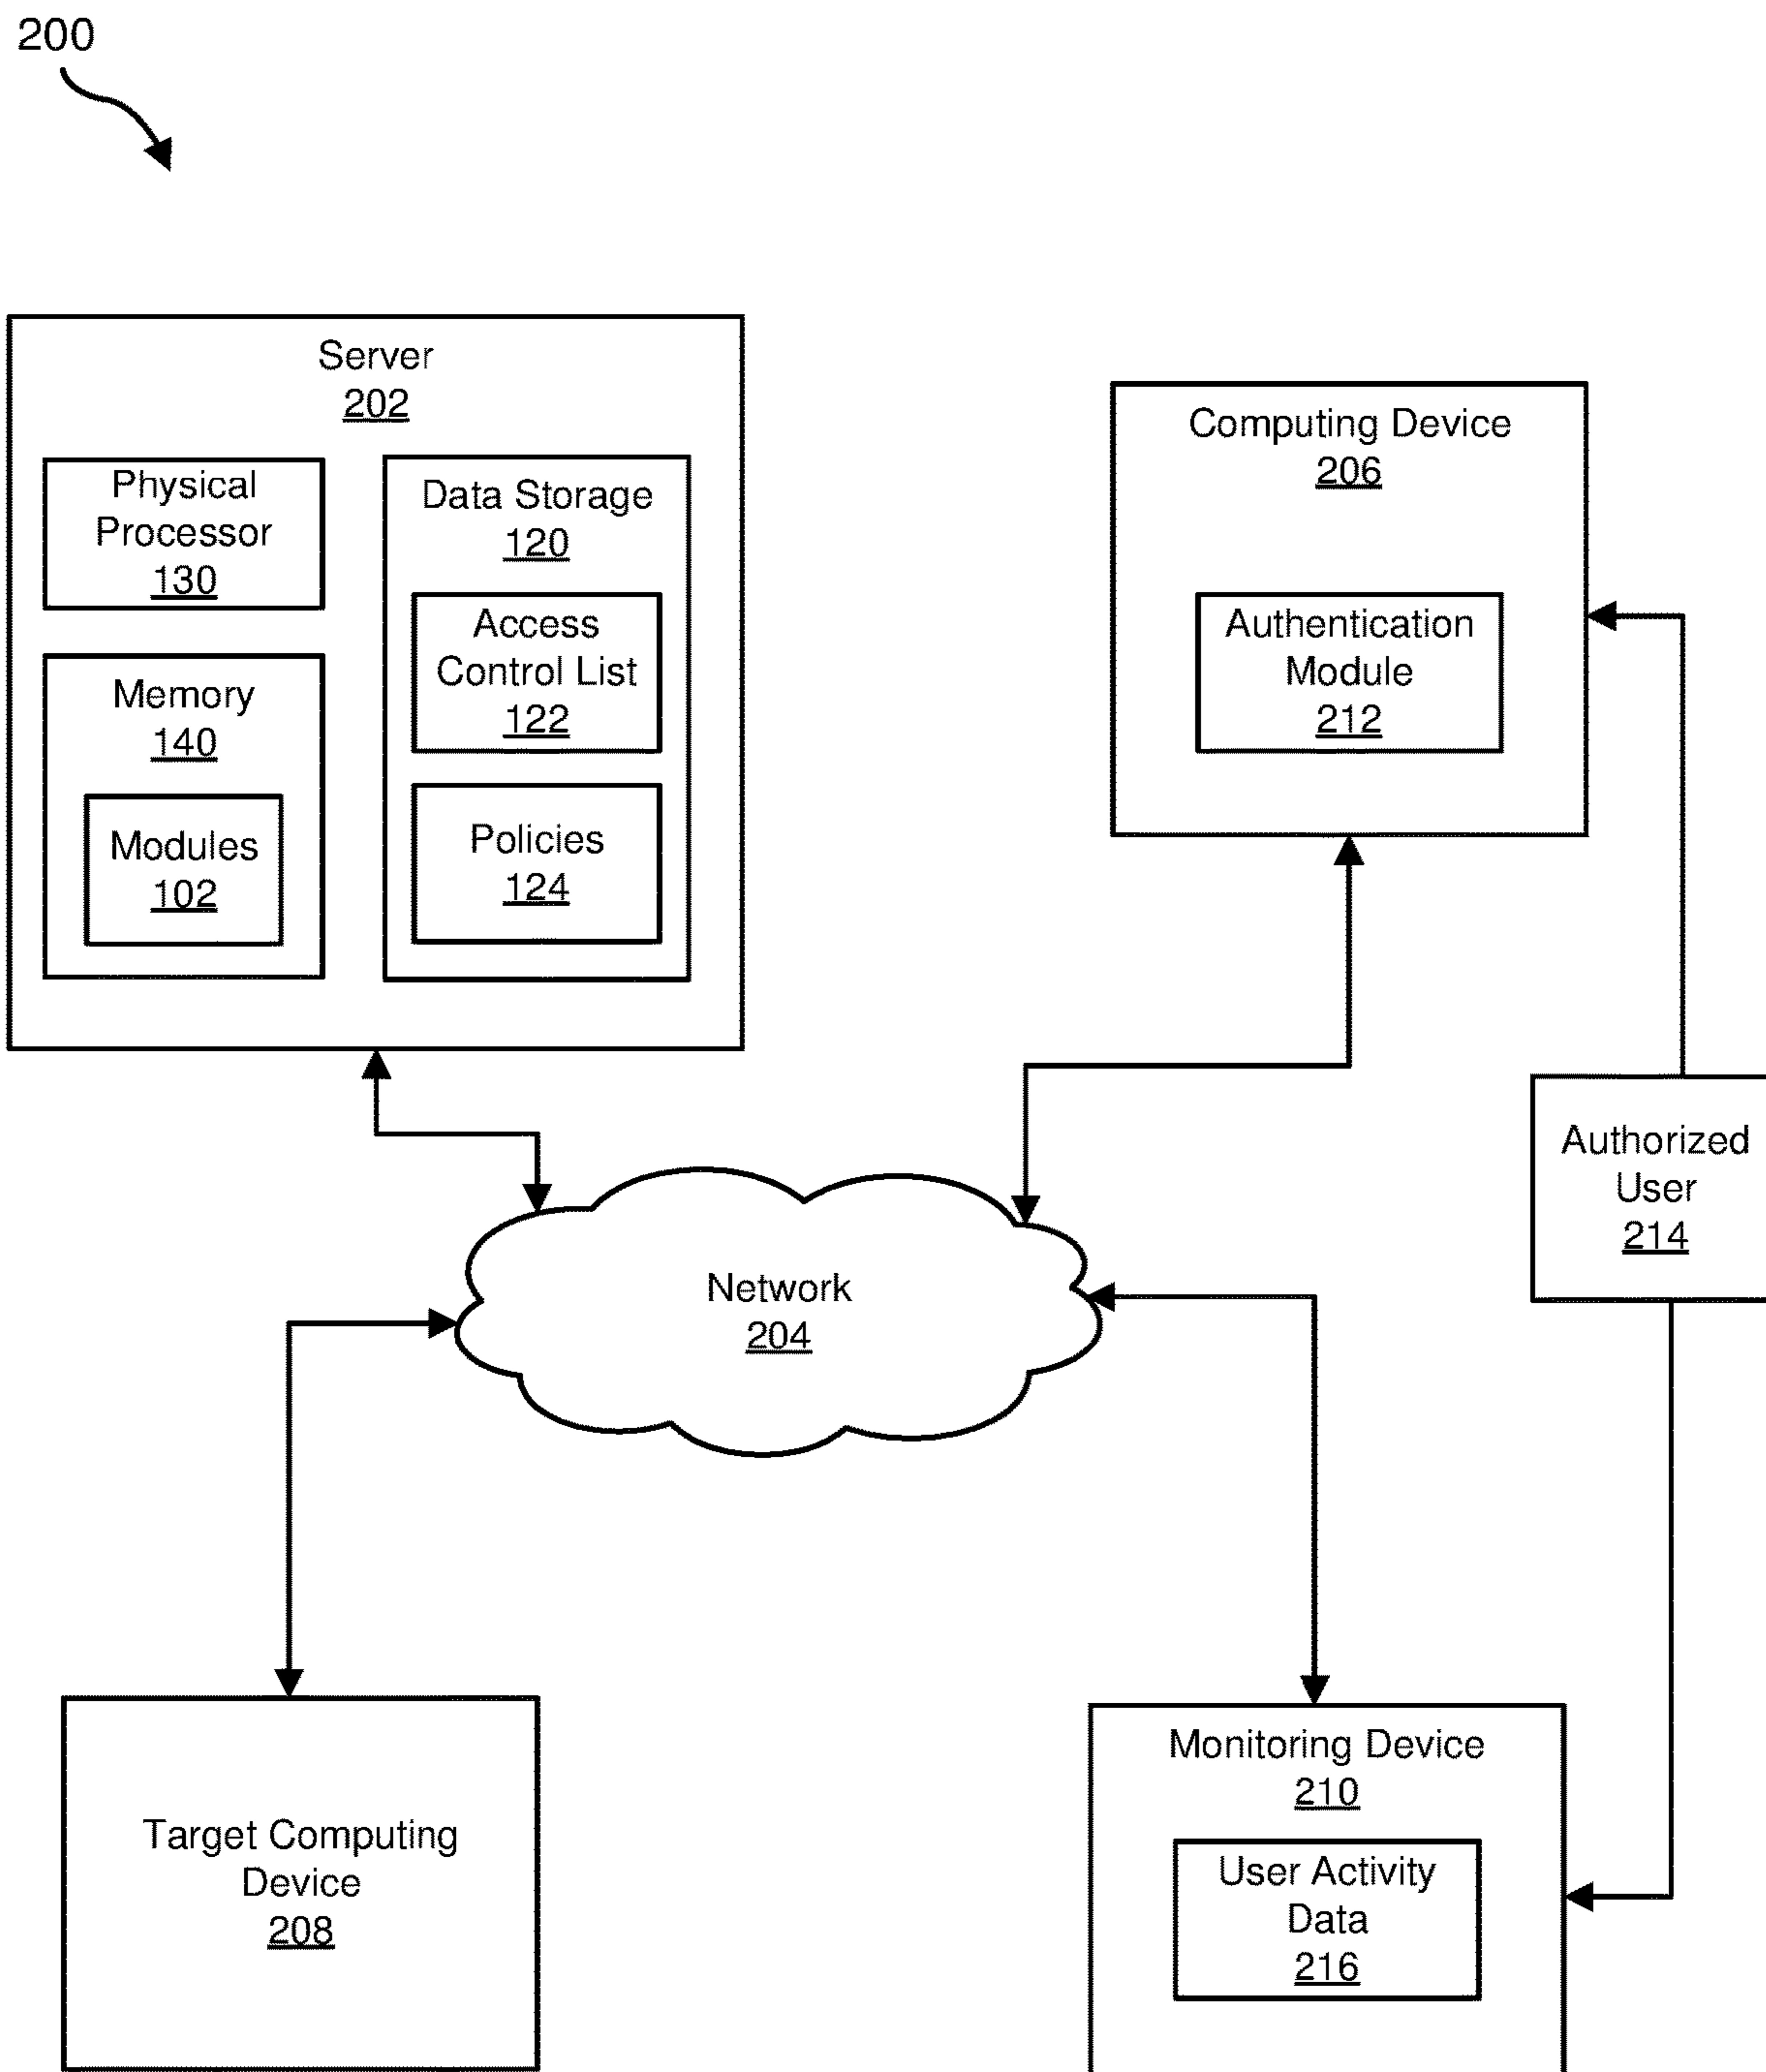 200
Server
202
Physical
Processor
130
Memory
140
Modules
102
Data Storage
120
Access
Control List
122
Policies
124
Computing Device
206
Authentication
Module
212
Authorized
User
214
Network
204
Target Computing
Device
208
Monitoring Device
210
User Activity
Data
216